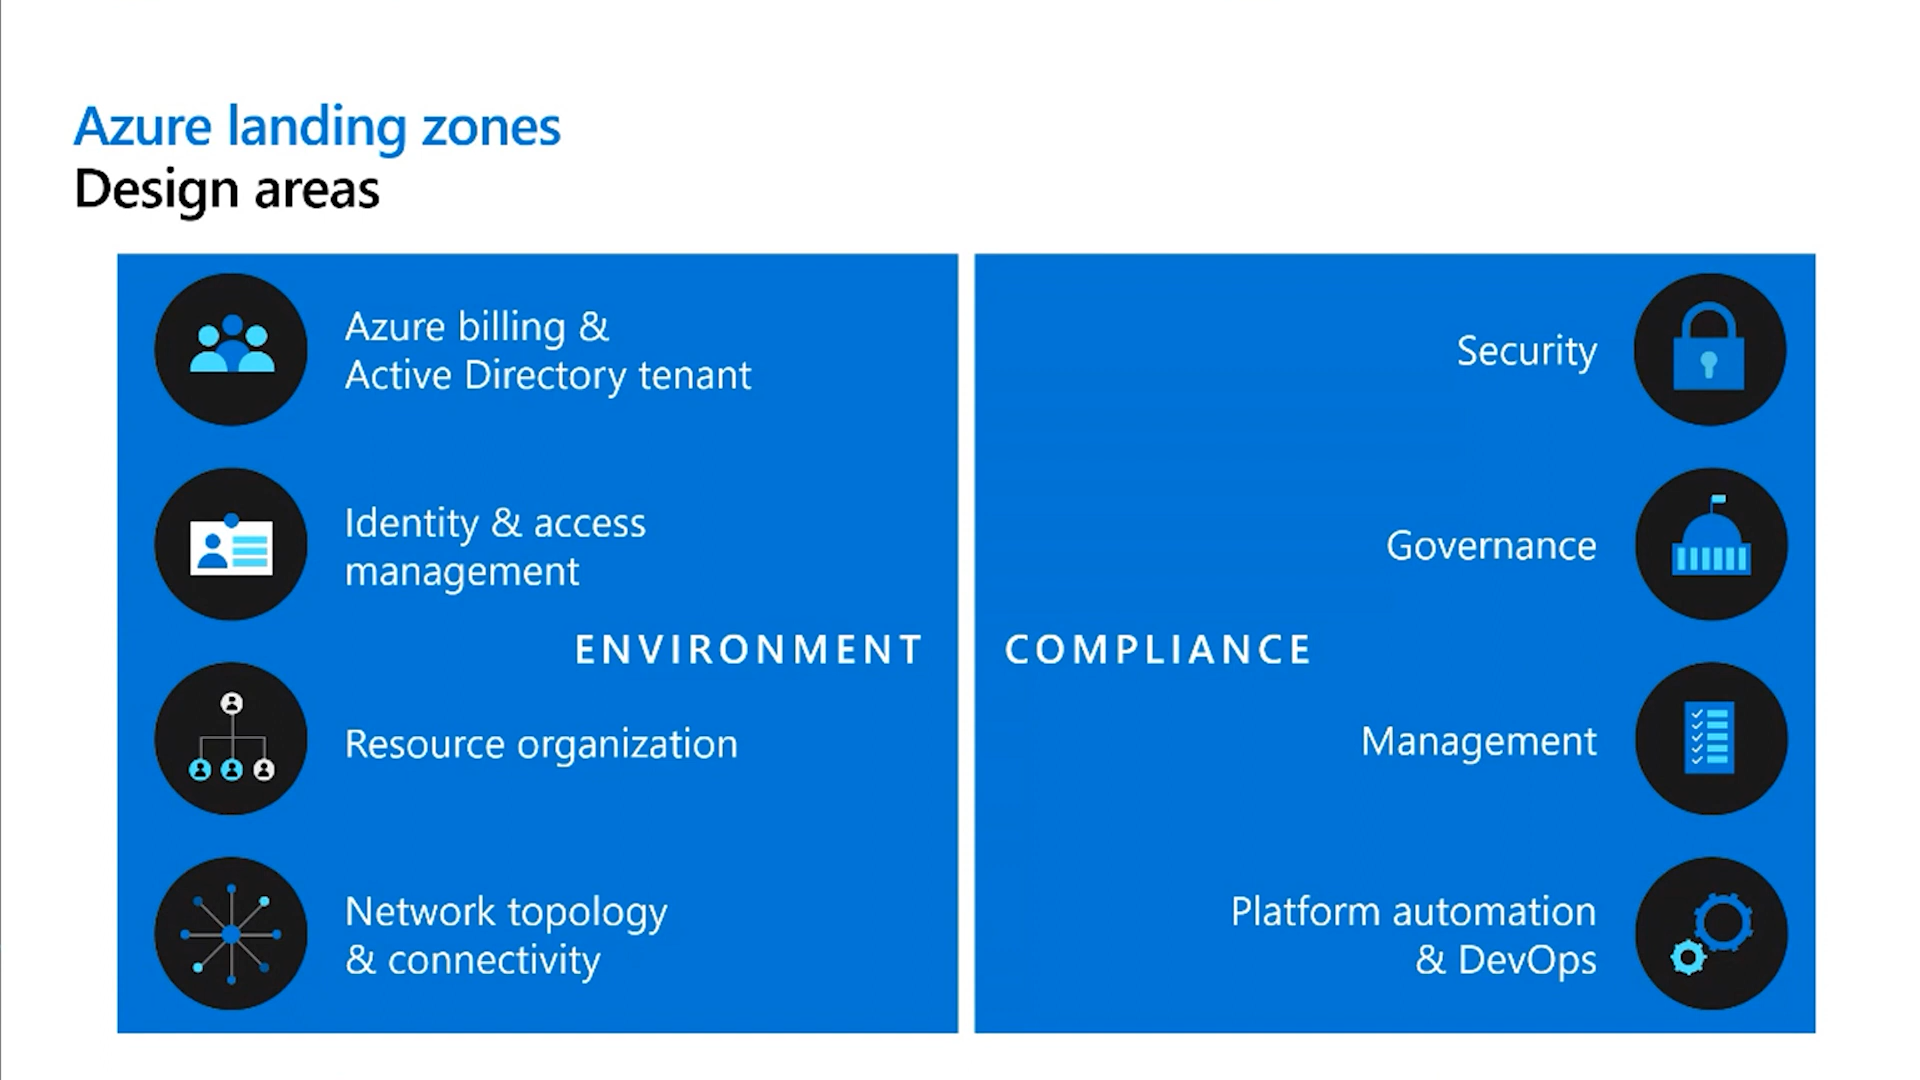 Azure landing zones
Design areas
Azure billing &
Active Directory tenant
Identity & access
management
ENVIRONMENT
Resource organization
Network topology
& connectivity
Security
Governance
COMPLIANCE
Management
Platform automation
& DevOps